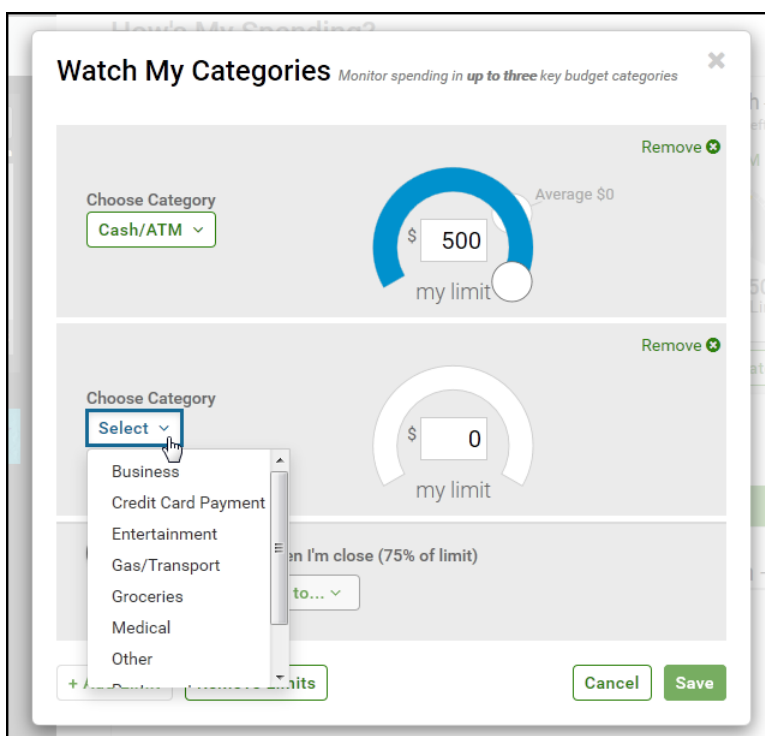 How's My Spending?
Watch My Categories Monitor spending in up to three key budget categories
Remove
Choose Category
Cash/ATM
Average $0
$ 500
my limit
Remove
Choose Category
Select
$ 0
my limit
Business
Credit Card Payment
Entertainment
Gas/Transport
Groceries
Medical
Other
I'm close (75% of limit)
to...
+
Limits
Cancel
Save